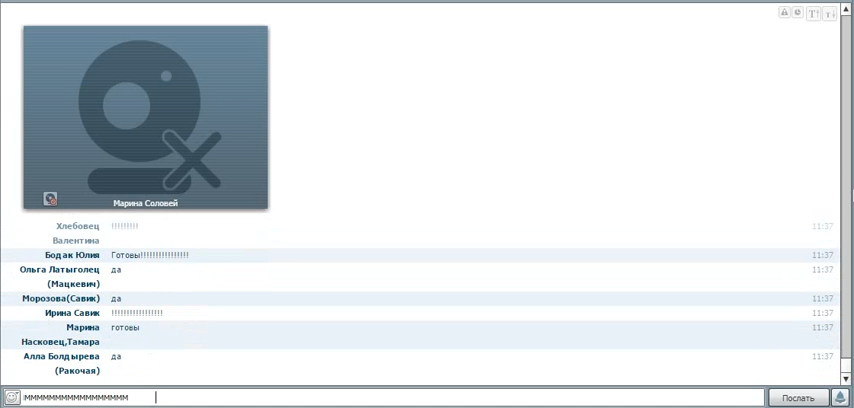 Марина Соловей
Хлебовец !!!!!!!!! 11:37
Валентина
Бодак Юлия Готовы!!!!!!!!!!!!!!!! 11:37
Ольга Латыголец да 11:37
(Мацкевич)
Морозова(Савик) да 11:37
Ирина Савик !!!!!!!!!!!!!!!!! 11:37
Марина готовы 11:37
Насковец,Тамара
Алла Болдырева да 11:37
(Ракочая)
мммммммммммммммммм Послать